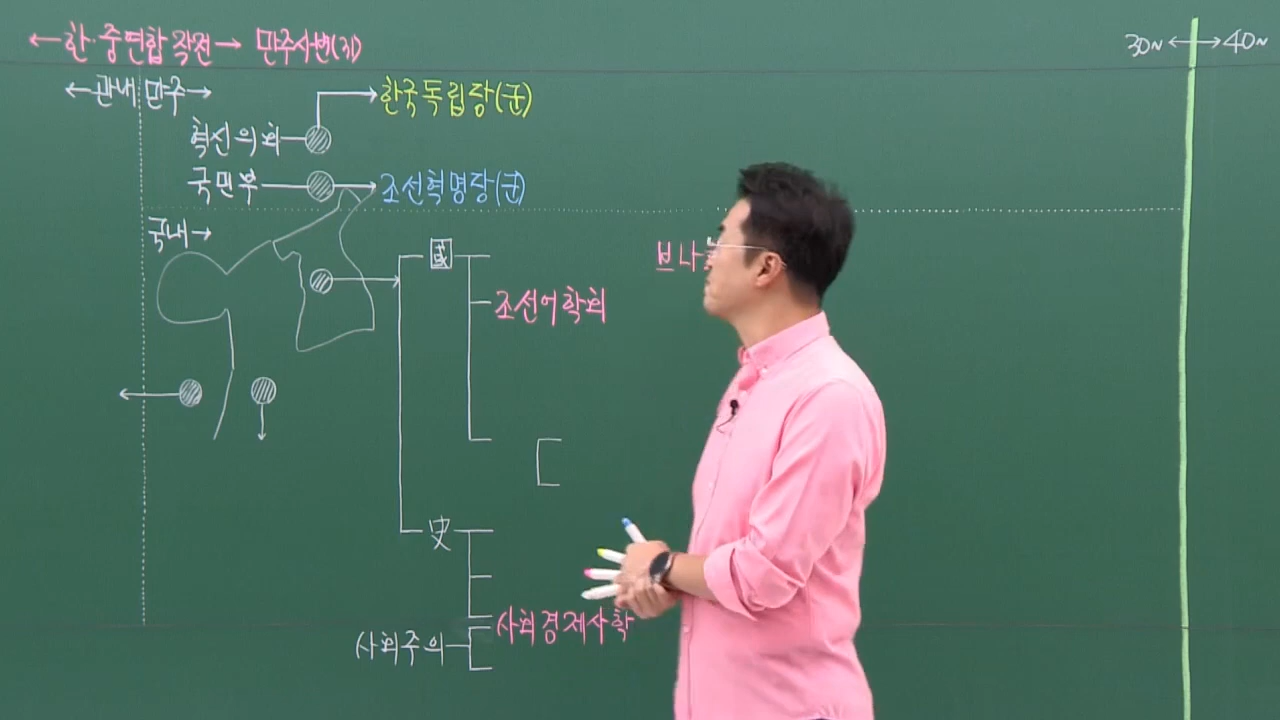 ←한·중연합작전→ 만주사변(31)
30N ←→ 40N
←관내 만주→
한국독립당(군)
혁신의회
국민부
조선혁명당(군)
국내→
國
브나
조선어학회
史
사회경제사학
사회주의